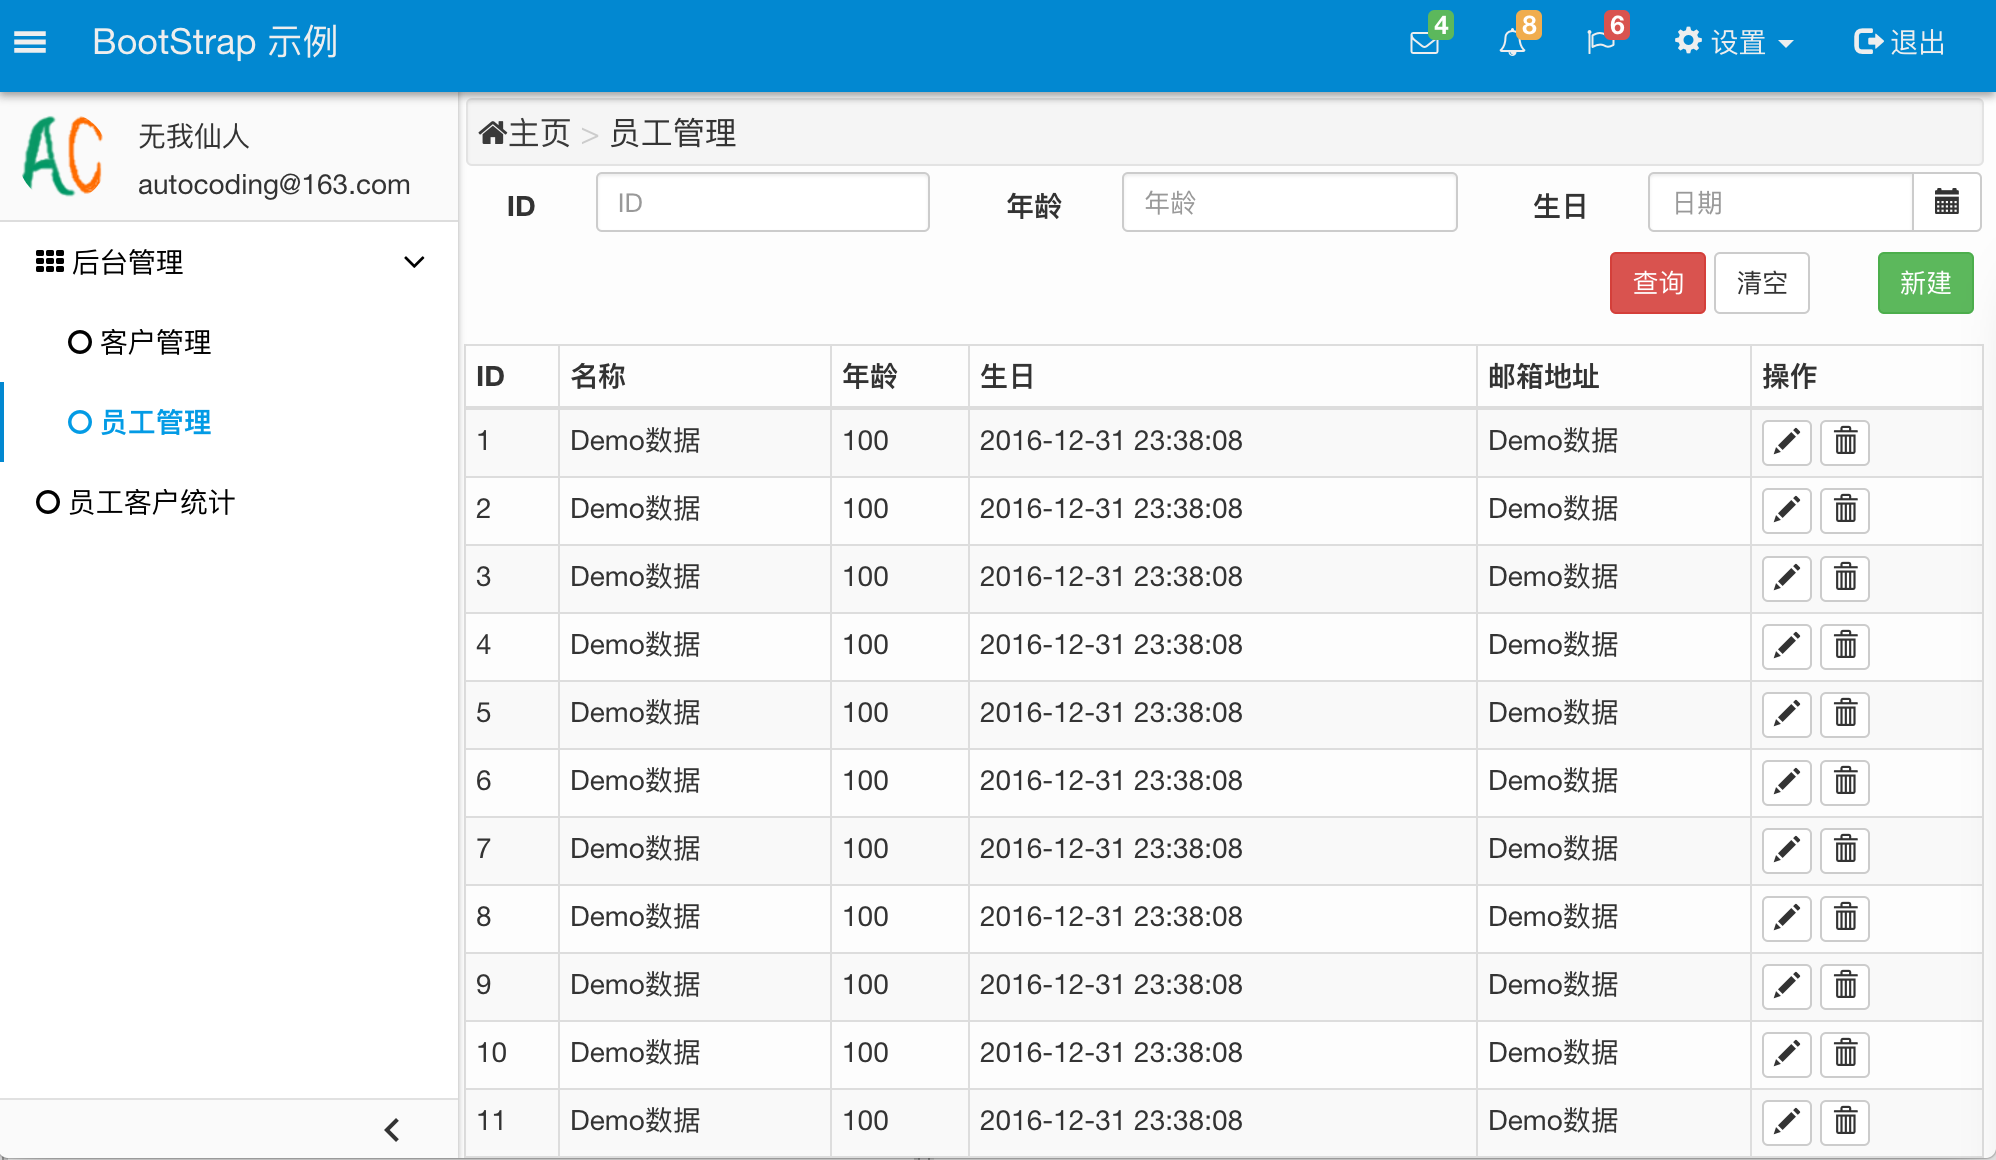 BootStrap 示例 4 8 6 设置 退出
AC 无我仙人
autocoding@163.com
后台管理
客户管理
员工管理
员工客户统计
主页 > 员工管理
ID ID 年龄 年龄 生日 日期
查询 清空 新建
ID 名称 年龄 生日 邮箱地址 操作
1 Demo数据 100 2016-12-31 23:38:08 Demo数据
2 Demo数据 100 2016-12-31 23:38:08 Demo数据
3 Demo数据 100 2016-12-31 23:38:08 Demo数据
4 Demo数据 100 2016-12-31 23:38:08 Demo数据
5 Demo数据 100 2016-12-31 23:38:08 Demo数据
6 Demo数据 100 2016-12-31 23:38:08 Demo数据
7 Demo数据 100 2016-12-31 23:38:08 Demo数据
8 Demo数据 100 2016-12-31 23:38:08 Demo数据
9 Demo数据 100 2016-12-31 23:38:08 Demo数据
10 Demo数据 100 2016-12-31 23:38:08 Demo数据
11 Demo数据 100 2016-12-31 23:38:08 Demo数据